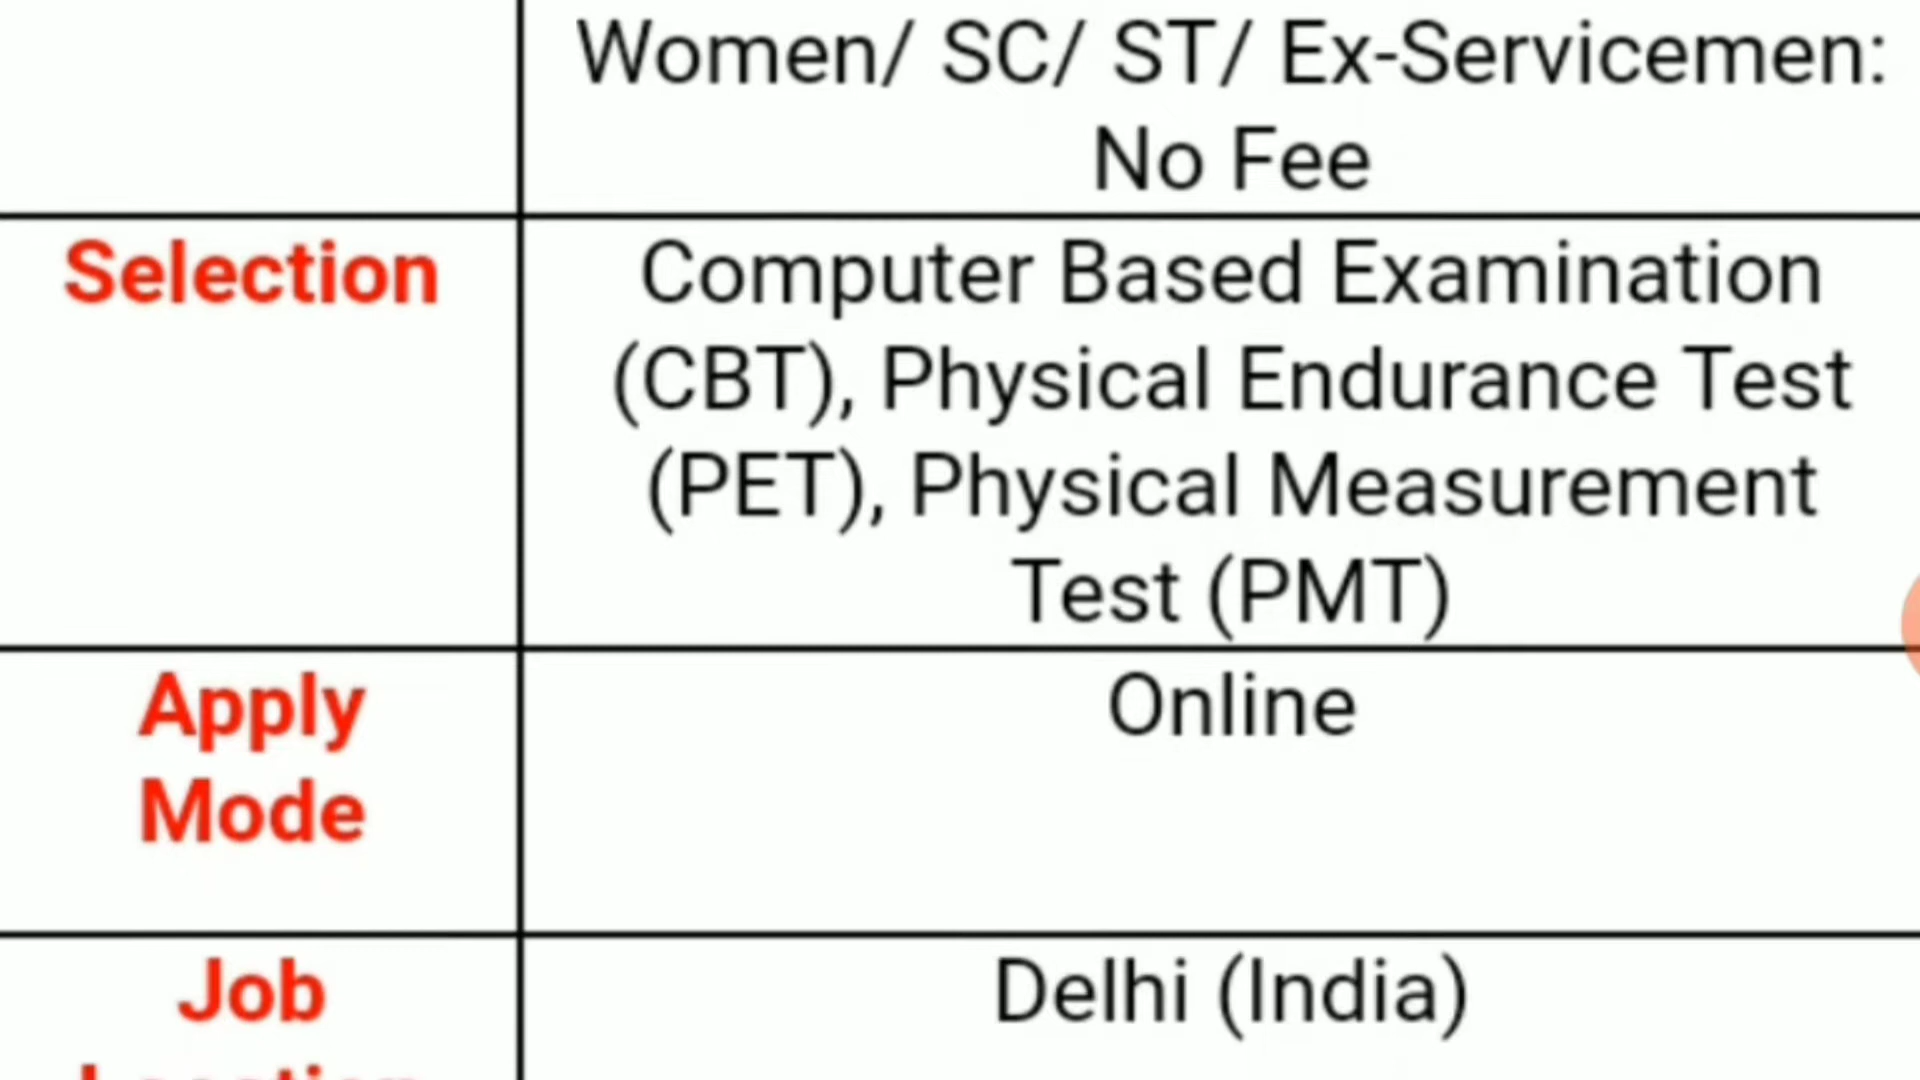 Women/ SC/ ST/ Ex-Servicemen:
No Fee
Selection
Computer Based Examination
(CBT), Physical Endurance Test
(PET), Physical Measurement
Test (PMT)
Apply
Mode
Online
Job
Delhi (India)